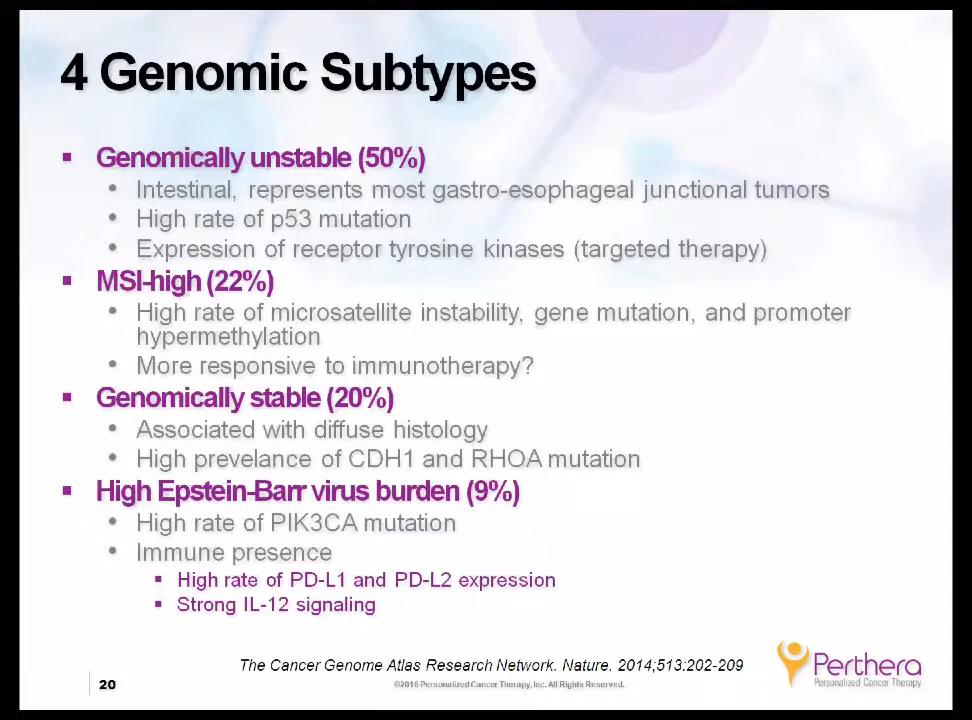 4 Genomic Subtypes
Genomically unstable (50%)
Intestinal, represents most gastro-esophageal junctional tumors
High rate of p53 mutation
Expression of receptor tyrosine kinases (targeted therapy)
MSI-high (22%)
High rate of microsatellite instability, gene mutation, and promoter
hypermethylation
More responsive to immunotherapy?
Genomically stable (20%)
Associated with diffuse histology
High prevelance of CDH1 and RHOA mutation
High Epstein-Barr virus burden (9%)
High rate of PIK3CA mutation
Immune presence
High rate of PD-L1 and PD-L2 expression
Strong IL-12 signaling
The Cancer Genome Atlas Research Network. Nature. 2014;513:202-209
20
©2016 Personalized Cancer Therapy, Inc. All Rights Reserved.
Perthera
Personalized Cancer Therapy